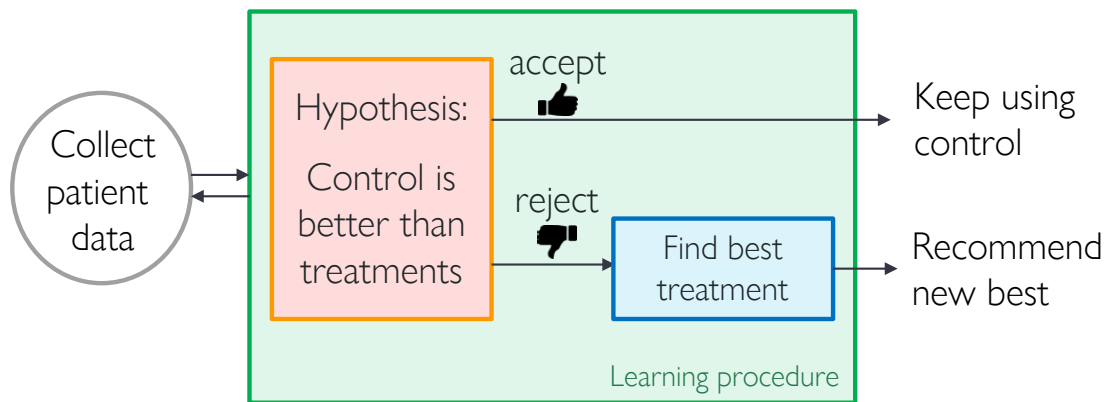 Collect
patient
data
Hypothesis:
Control is
better than
treatments
accept
reject
Find best
treatment
Keep using
control
Recommend
new best
Learning procedure